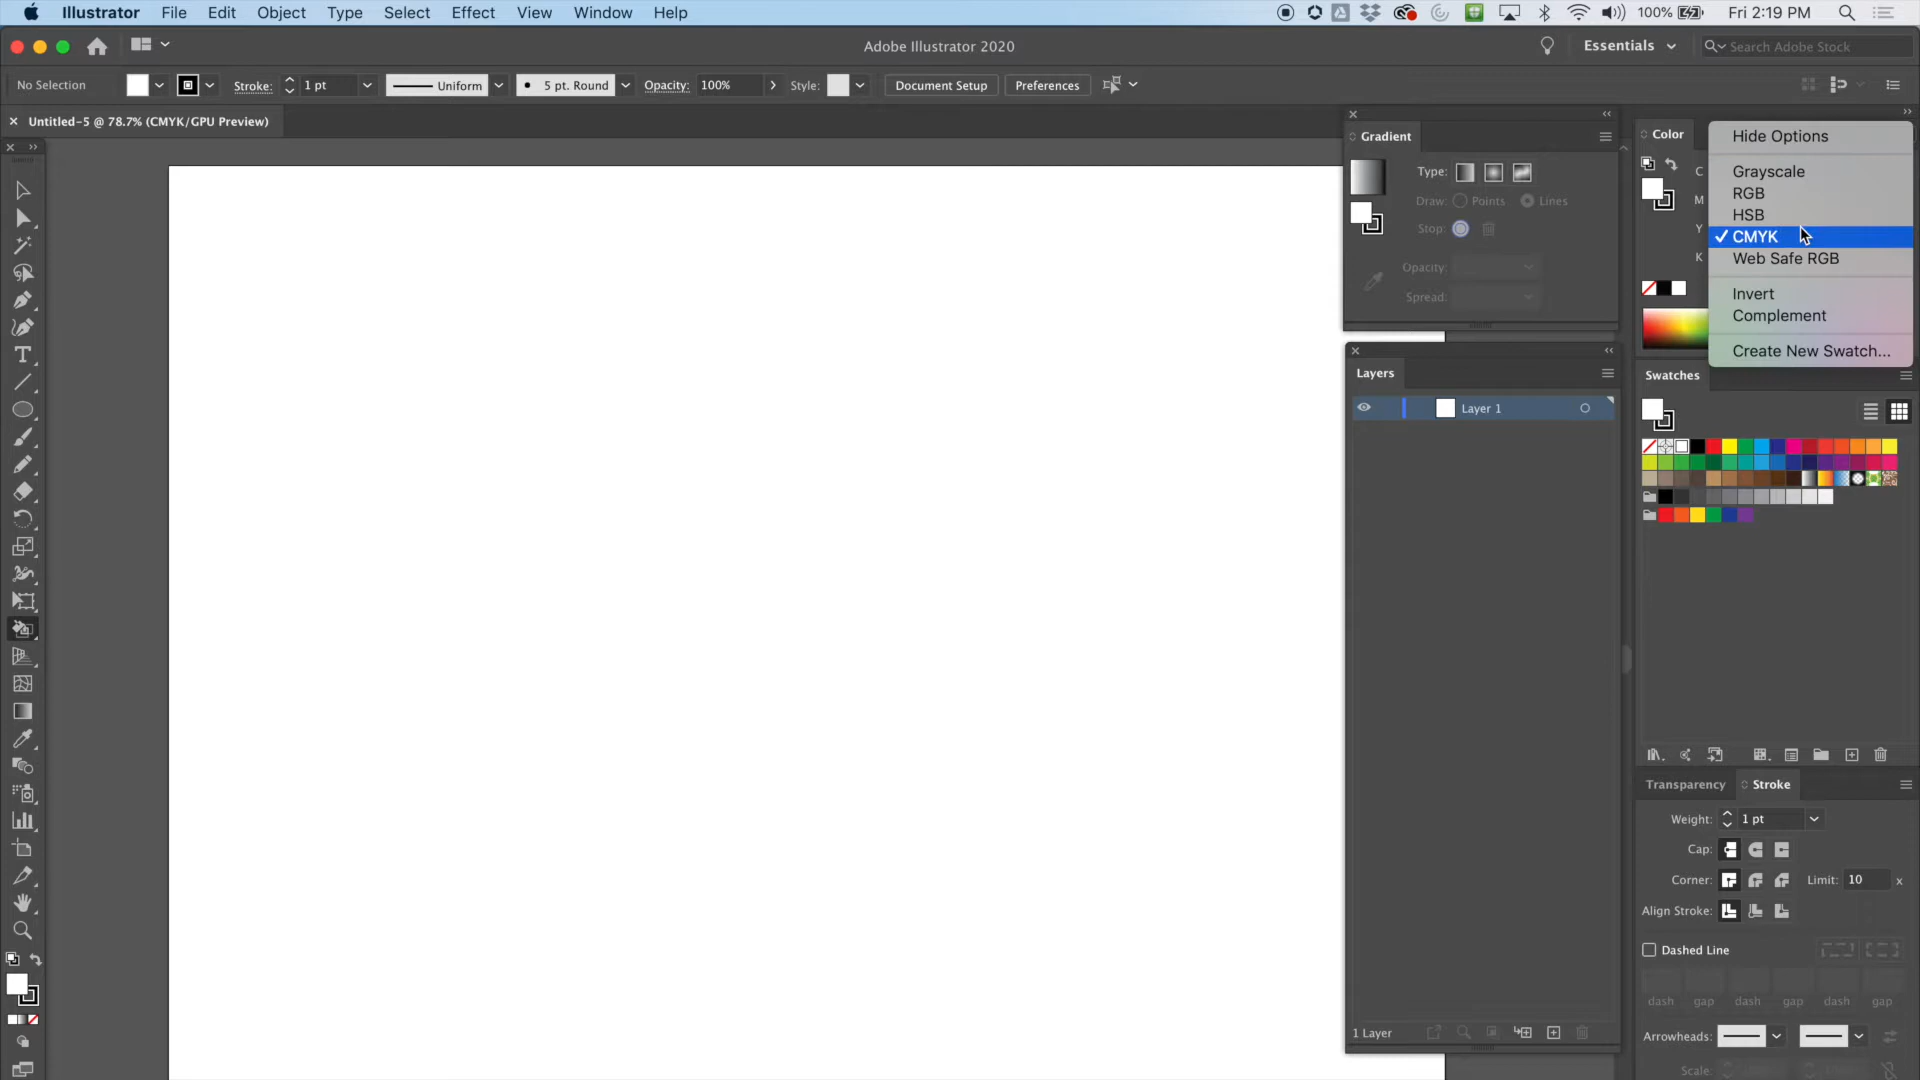 Illustrator File Edit Object Type Select Effect View Window Help 100% Fri 2:19 PM
Adobe Illustrator 2020 Essentials Search Adobe Stock
No Selection Stroke: 1 pt Uniform 5 pt. Round Opacity: 100% Style: Document Setup Preferences
Untitled-5 @ 78.7% (CMYK/GPU Preview)
Gradient
Type:
Draw: Points Lines
Stop:
Opacity:
Spread:
Color
C
M
Y
K
Hide Options
Grayscale
RGB
HSB
CMYK
Web Safe RGB
Invert
Complement
Create New Swatch...
Layers
Layer 1
1 Layer
Swatches
Transparency Stroke
Weight: 1 pt
Cap:
Corner: Limit: 10 x
Align Stroke:
Dashed Line
dash gap dash gap dash gap
Arrowheads:
Scale: